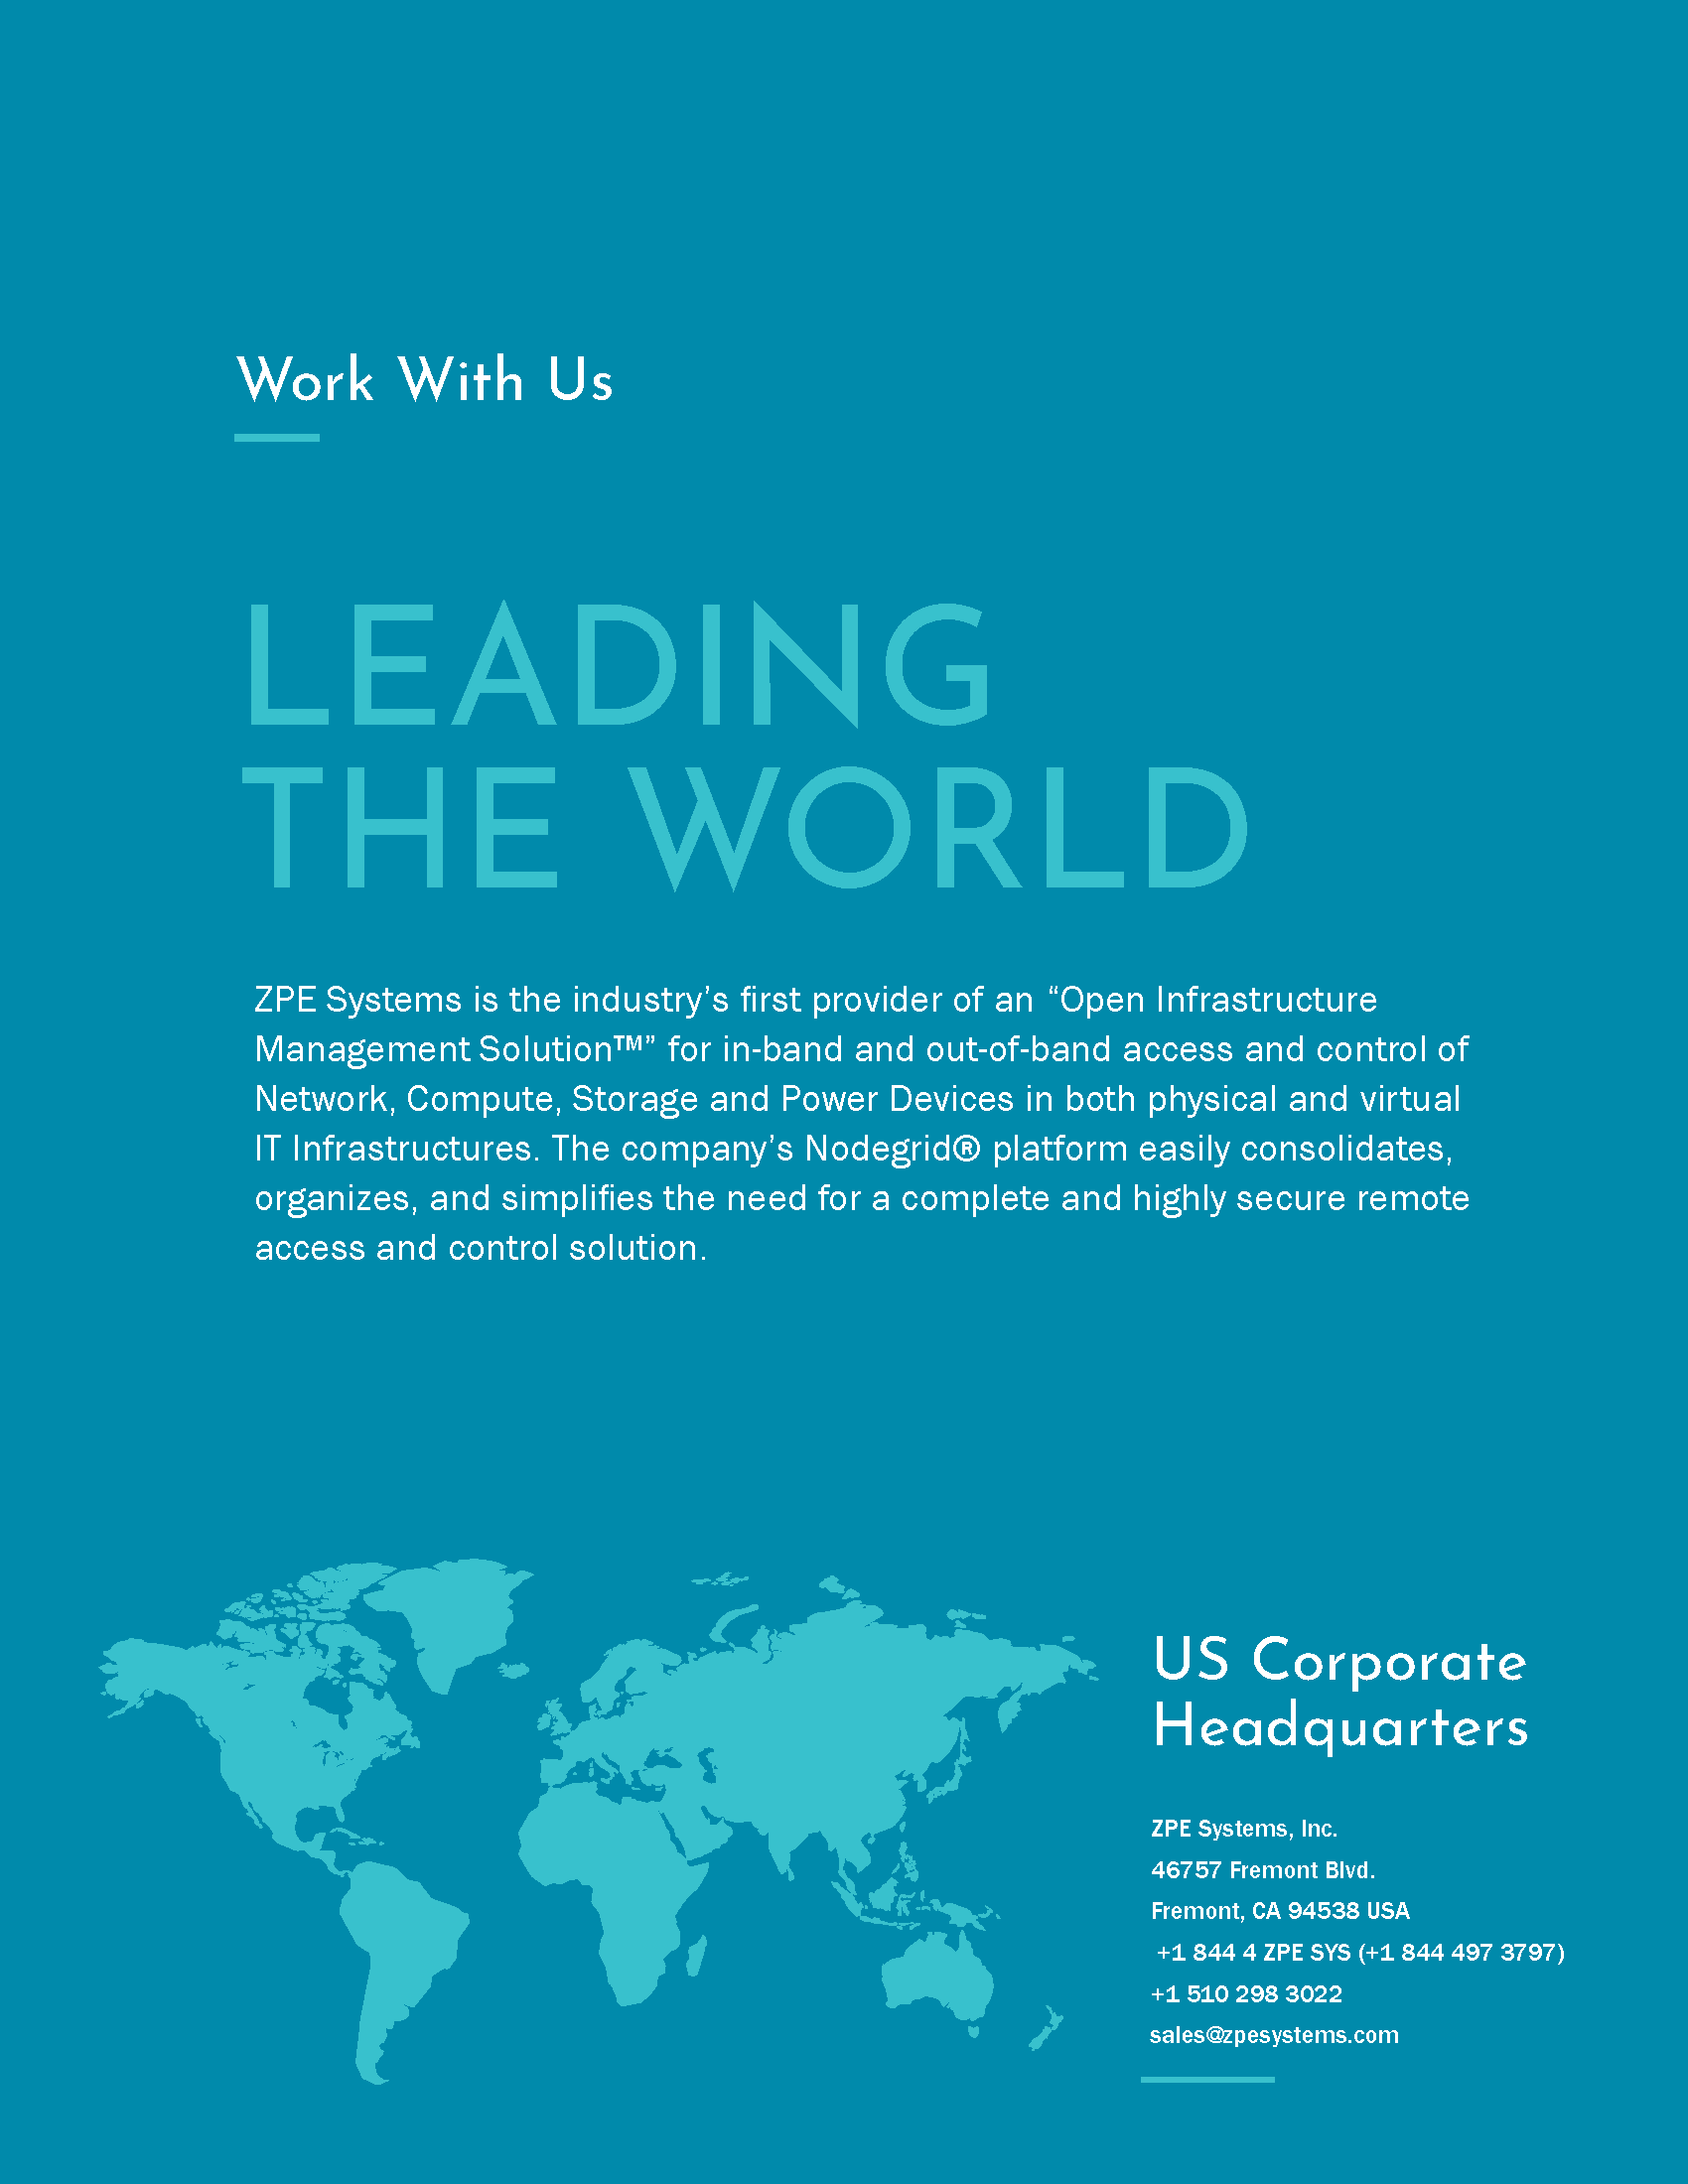 Work With Us
LEADING
THE WORLD
ZPE Systems is the industry’s first provider of an “Open Infrastructure
Management Solution™” for in-band and out-of-band access and control of
Network, Compute, Storage and Power Devices in both physical and virtual
IT Infrastructures. The company’s Nodegrid® platform easily consolidates,
organizes, and simplifies the need for a complete and highly secure remote
access and control solution.
US Corporate
Headquarters
ZPE Systems, Inc.
46757 Fremont Blvd.
Fremont, CA 94538 USA
+1 844 4 ZPE SYS (+1 844 497 3797)
+1 510 298 3022
sales@zpesystems.com